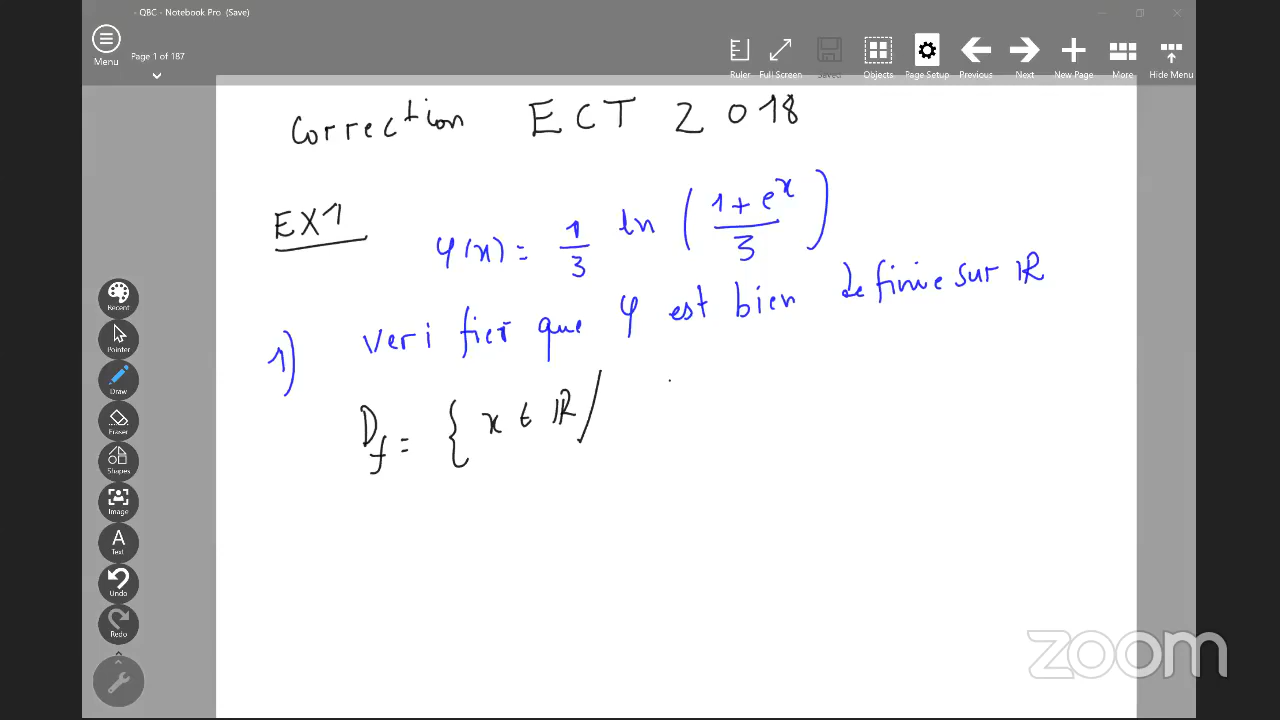 - QBC - Notebook Pro (Save)
Menu
Page 1 of 187
Ruler Full Screen Saved Objects Page Setup Previous Next New Page More Hide Menu
Correction ECT 2018
EX1
φ(x) = 1/3 ln ( (1 + e^x)/3 )
1) verifier que φ est bien definie sur ℝ
D_f = { x ∈ ℝ /
Recent
Pointer
Draw
Eraser
Shapes
Image
A
Text
Undo
Redo
zoom